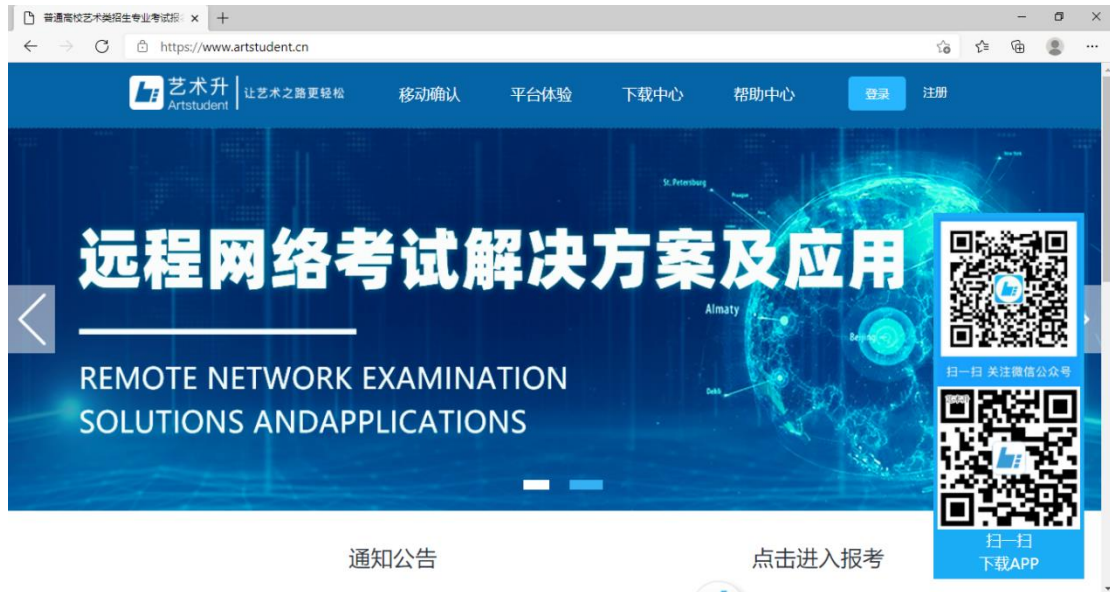 普通高校艺术类招生专业考试报
https://www.artstudent.cn
艺术升
Artstudent
让艺术之路更轻松
移动确认
平台体验
下载中心
帮助中心
登录
注册
St. Petersburg
Prague
New York
远程网络考试解决方案及应用
Almaty
Beijing
Dehli
REMOTE NETWORK EXAMINATION
SOLUTIONS ANDAPPLICATIONS
扫一扫 关注微信公众号
扫一扫
下载APP
通知公告
点击进入报考